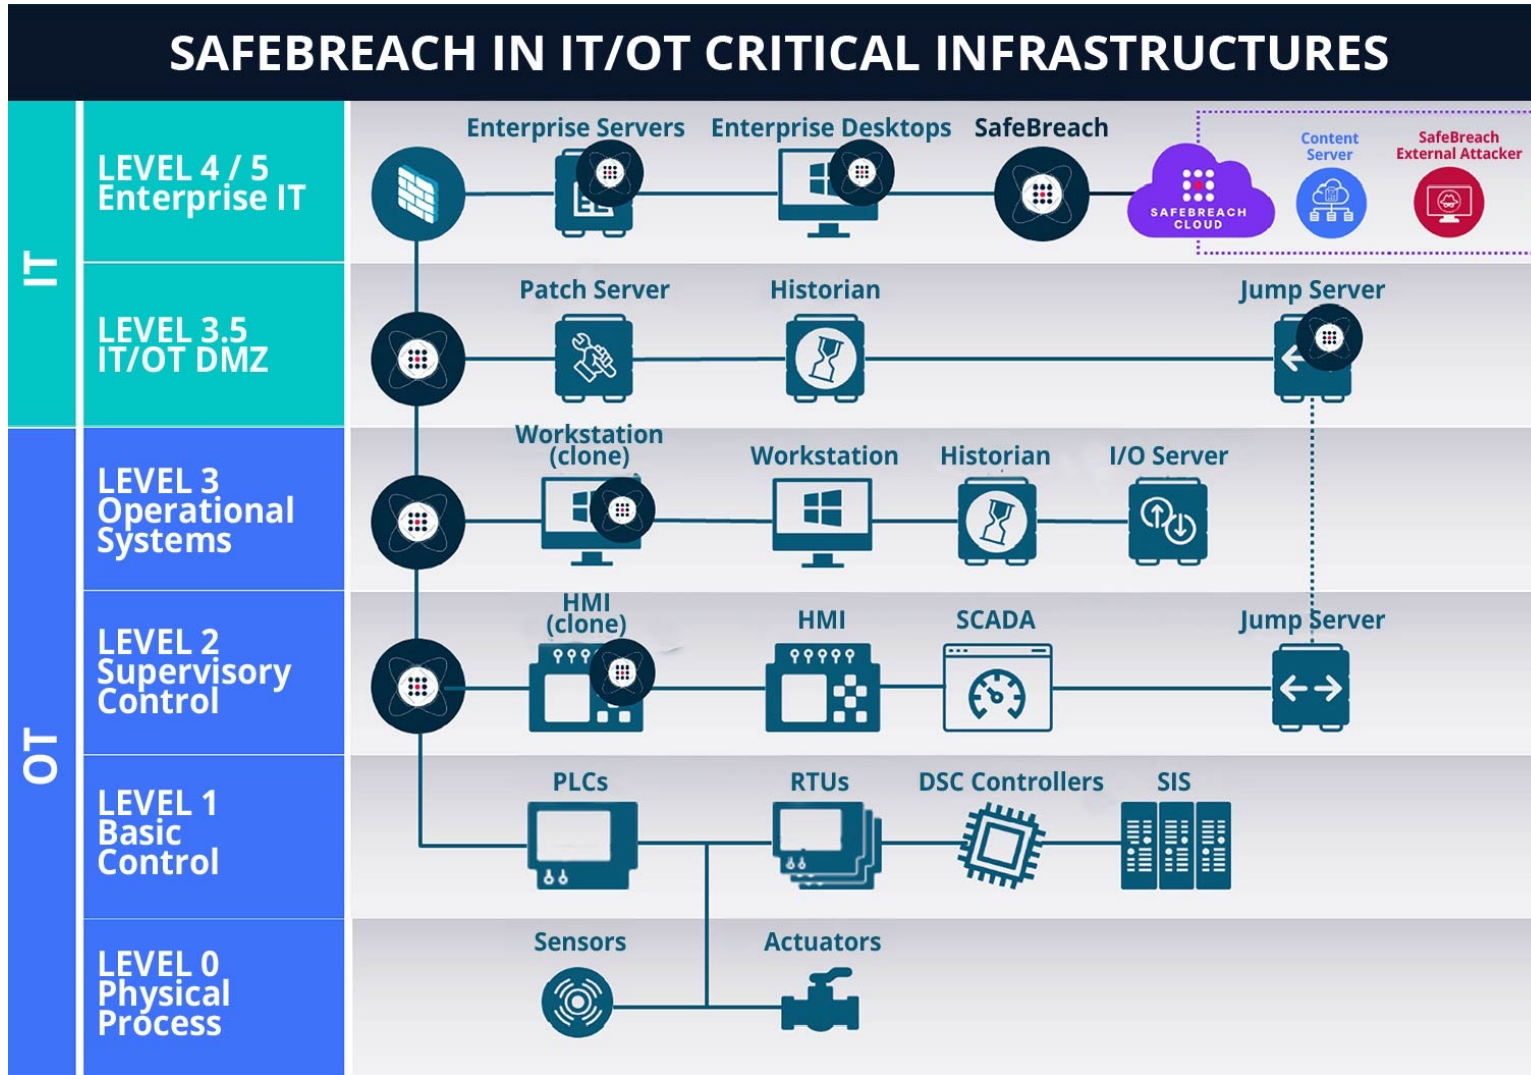 SAFEBREACH IN IT/OT CRITICAL INFRASTRUCTURES
IT
LEVEL 4 / 5
Enterprise IT
Enterprise Servers
Enterprise Desktops
SafeBreach
SAFEBREACH
CLOUD
Content
Server
SafeBreach
External Attacker
LEVEL 3.5
IT/OT DMZ
Patch Server
Historian
Jump Server
OT
LEVEL 3
Operational
Systems
Workstation
(clone)
Workstation
Historian
I/O Server
LEVEL 2
Supervisory
Control
HMI
(clone)
HMI
SCADA
Jump Server
LEVEL 1
Basic
Control
PLCs
RTUs
DSC Controllers
SIS
LEVEL 0
Physical
Process
Sensors
Actuators